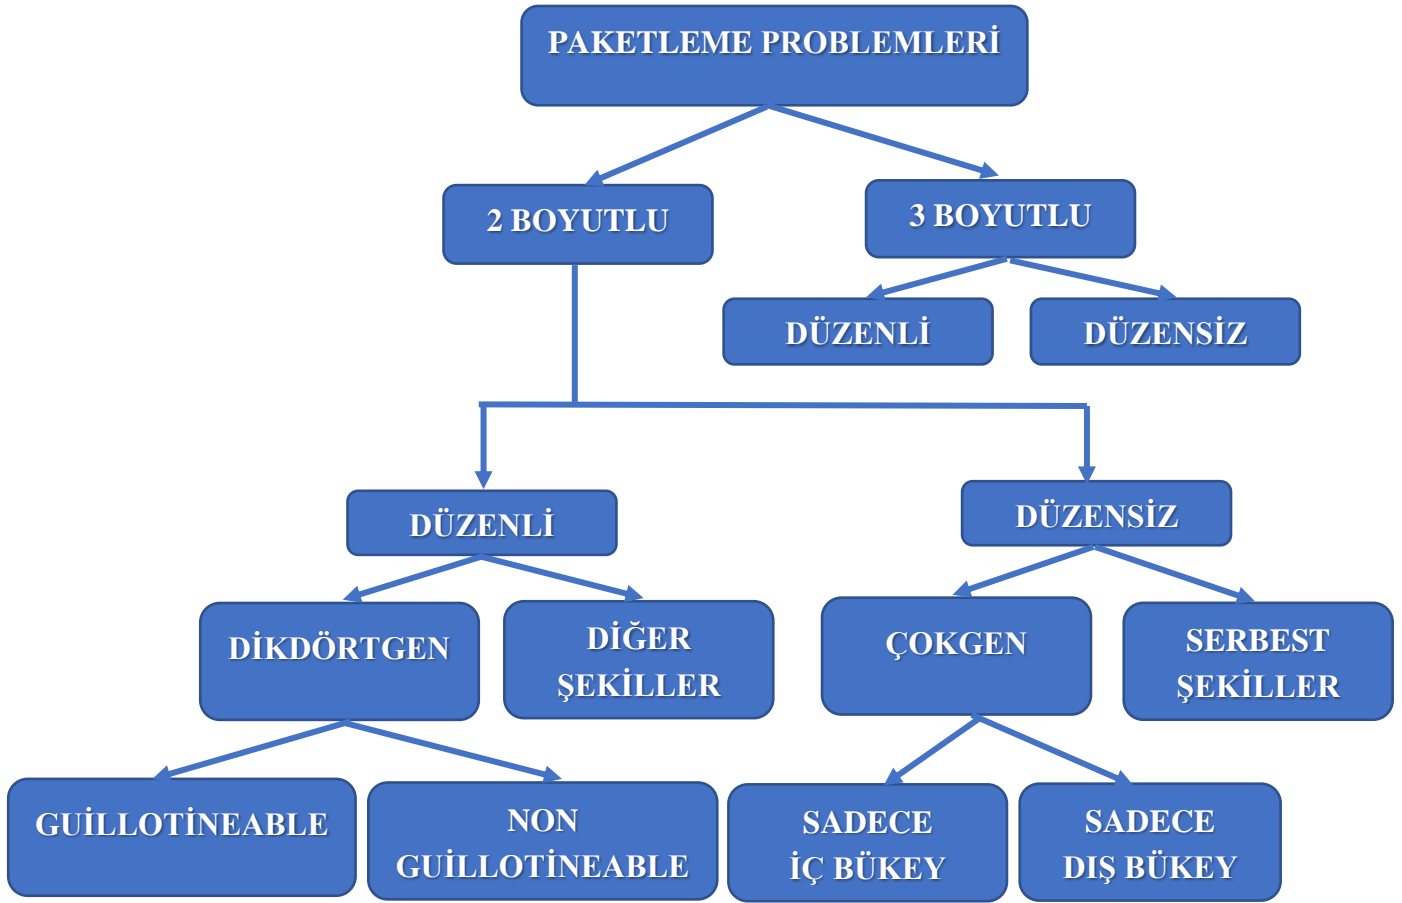 PAKETLEME PROBLEMLERİ
2 BOYUTLU
3 BOYUTLU
DÜZENLİ
DÜZENSİZ
DÜZENLİ
DÜZENSİZ
DİKDÖRTGEN
DİĞER
ŞEKİLLER
ÇOKGEN
SERBEST
ŞEKİLLER
GUİLLOTİNEABLE
NON
GUİLLOTİNEABLE
SADECE
İÇ BÜKEY
SADECE
DIŞ BÜKEY